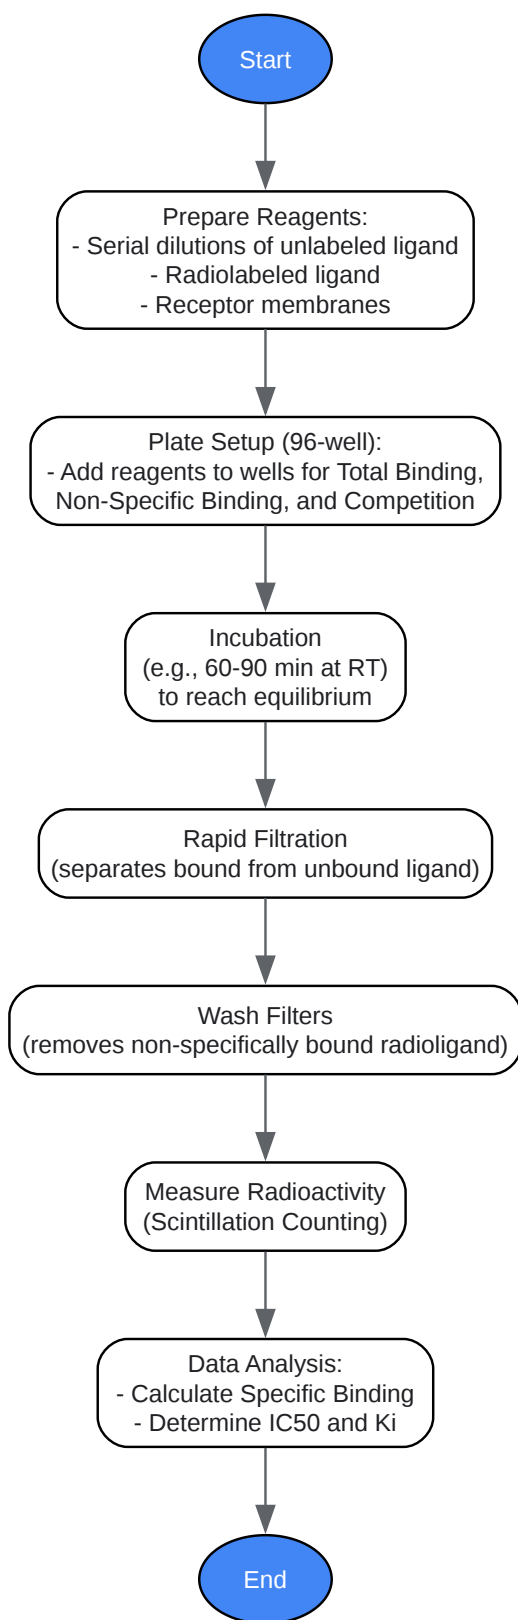 Start
Prepare Reagents:
- Serial dilutions of unlabeled ligand
- Radiolabeled ligand
- Receptor membranes
Plate Setup (96-well):
- Add reagents to wells for Total Binding,
Non-Specific Binding, and Competition
Incubation
(e.g., 60-90 min at RT)
to reach equilibrium
Rapid Filtration
(separates bound from unbound ligand)
Wash Filters
(removes non-specifically bound radioligand)
Measure Radioactivity
(Scintillation Counting)
Data Analysis:
- Calculate Specific Binding
- Determine IC50 and Ki
End